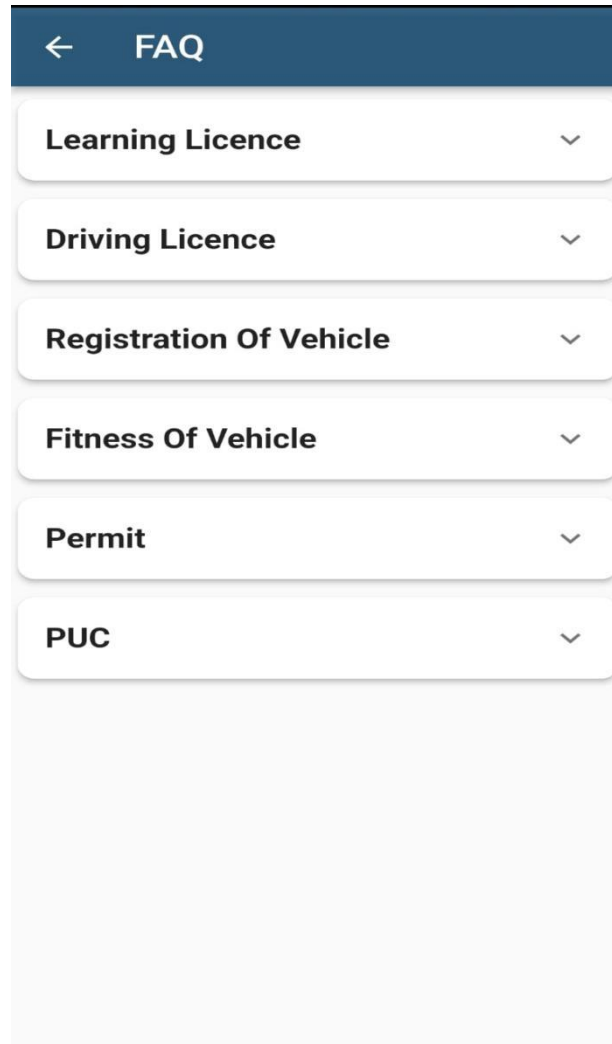 FAQ
Learning Licence
Driving Licence
Registration Of Vehicle
Fitness Of Vehicle
Permit
PUC